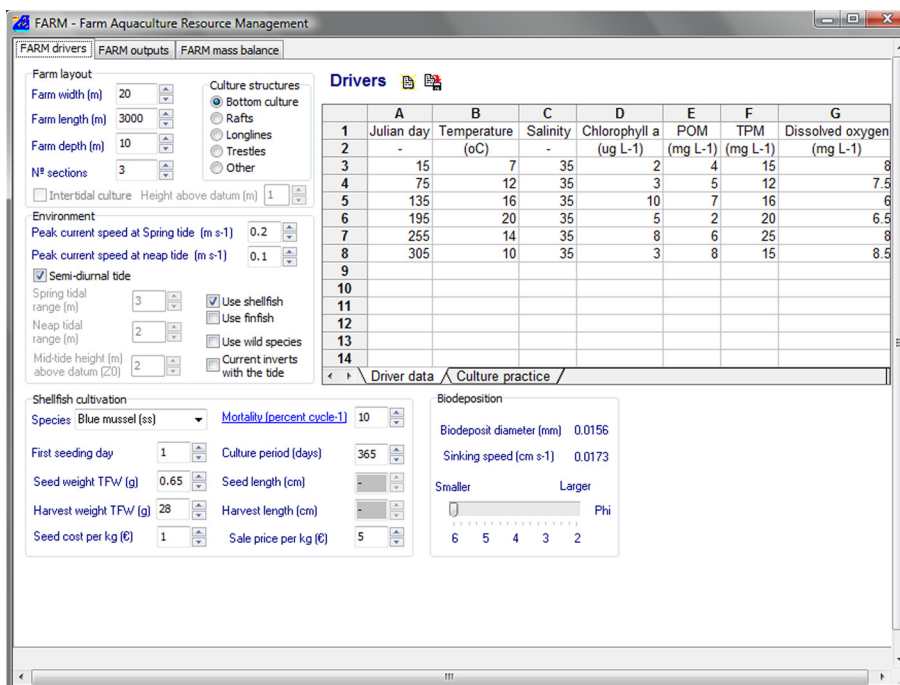 FARM - Farm Aquaculture Resource Management
FARM drivers FARM outputs FARM mass balance
Farm layout
Farm width (m) 20
Farm length (m) 3000
Farm depth (m) 10
Nº sections 3
Culture structures
Bottom culture
Rafts
Longlines
Trestles
Other
Intertidal culture Height above datum (m) 1
Environment
Peak current speed at Spring tide (m s-1) 0.2
Peak current speed at neap tide (m s-1) 0.1
Semi-diurnal tide
Spring tidal range (m) 3
Neap tidal range (m) 2
Mid-tide height (m) above datum (Z0) 2
Use shellfish
Use finfish
Use wild species
Current inverts with the tide
Drivers
A B C D E F G
1 Julian day Temperature Salinity Chlorophyll a POM TPM Dissolved oxygen
2 - (oC) - (ug L-1) (mg L-1) (mg L-1) (mg L-1)
3 15 7 35 2 4 15 8
4 75 12 35 3 5 12 7.5
5 135 16 35 10 7 16 6
6 195 20 35 5 2 20 6.5
7 255 14 35 8 6 25 8
8 305 10 35 3 8 15 8.5
9
10
11
12
13
14
Driver data Culture practice
Shellfish cultivation
Species Blue mussel (ss) Mortality (percent cycle-1) 10
First seeding day 1 Culture period (days) 365
Seed weight TFW (g) 0.65 Seed length (cm) -
Harvest weight TFW (g) 28 Harvest length (cm) -
Seed cost per kg (€) 1 Sale price per kg (€) 5
Biodeposition
Biodeposit diameter (mm) 0.0156
Sinking speed (cm s-1) 0.0173
Smaller Larger
Phi
6 5 4 3 2